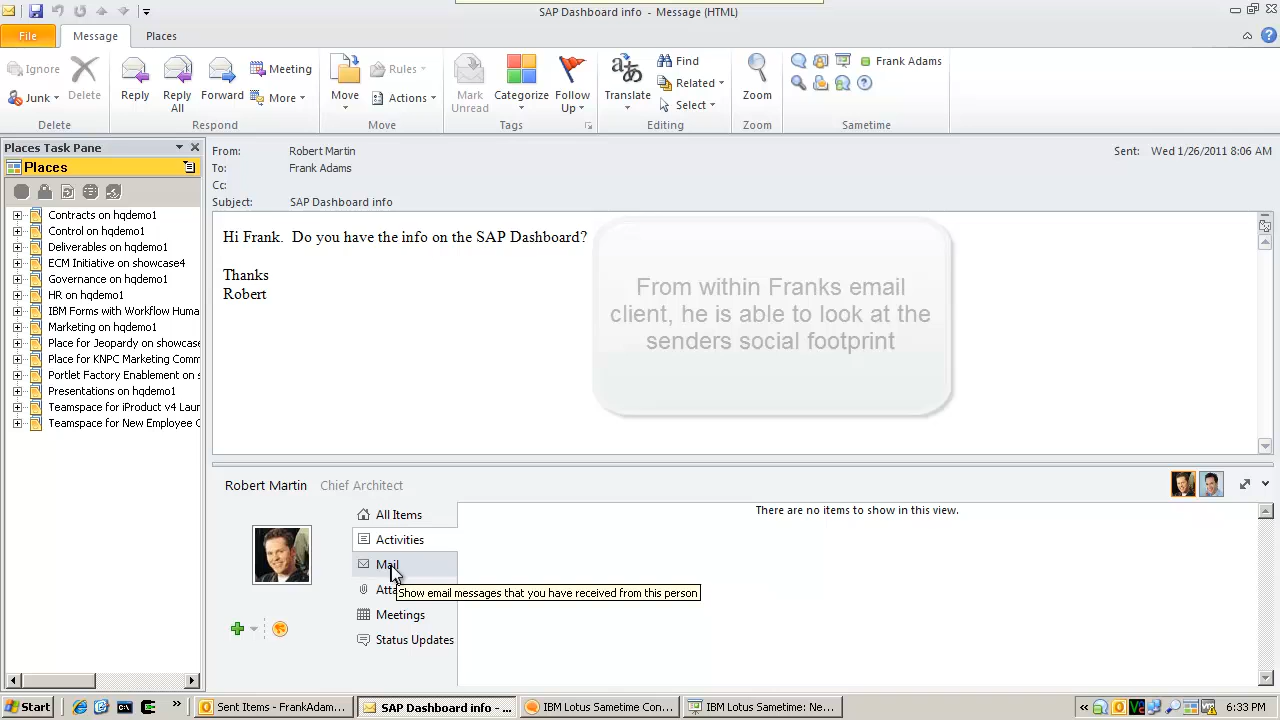 SAP Dashboard info - Message (HTML)
File Message Places
Ignore
Junk
Delete
Delete
Reply
Reply All
Forward
Meeting
More
Respond
Move
Rules
Actions
Move
Mark Unread
Categorize
Follow Up
Tags
Translate
Find
Related
Select
Editing
Zoom
Zoom
Frank Adams
Sametime
Places Task Pane
Places
Contracts on hqdemo1
Control on hqdemo1
Deliverables on hqdemo1
ECM Initiative on showcase4
Governance on hqdemo1
HR on hqdemo1
IBM Forms with Workflow Huma
Marketing on hqdemo1
Place for Jeopardy on showcase
Place for KNPC Marketing Comm
Portlet Factory Enablement on s
Presentations on hqdemo1
Teamspace for iProduct v4 Laur
Teamspace for New Employee C
From: Robert Martin
Sent: Wed 1/26/2011 8:06 AM
To: Frank Adams
Cc:
Subject: SAP Dashboard info
Hi Frank. Do you have the info on the SAP Dashboard?
Thanks
Robert
From within Franks email
client, he is able to look at the
senders social footprint
Robert Martin Chief Architect
All Items
Activities
Mail
Atta
Meetings
Status Updates
There are no items to show in this view.
Show email messages that you have received from this person
Start
Sent Items - FrankAdam...
SAP Dashboard info - ...
IBM Lotus Sametime Con...
IBM Lotus Sametime: Ne...
6:33 PM